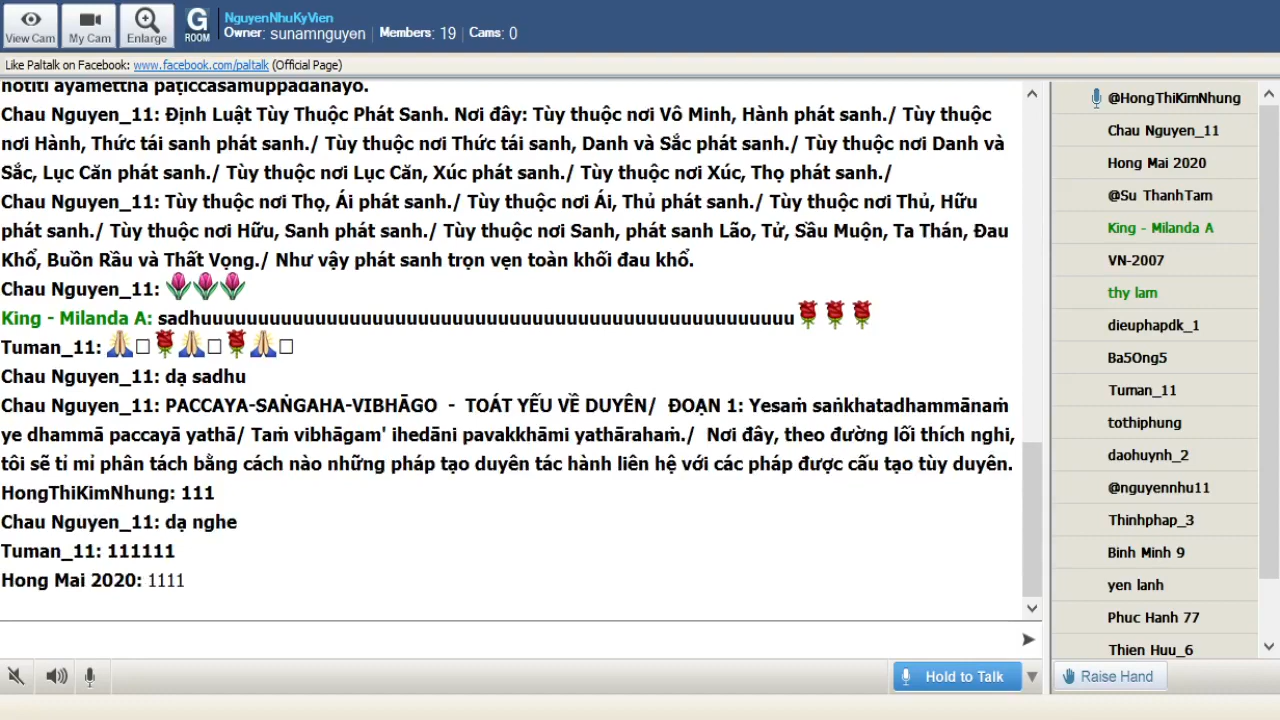 View Cam
My Cam
Enlarge
G
ROOM
NguyenNhuKyVien
Owner: sunamnguyen | Members: 19 | Cams: 0
Like Paltalk on Facebook: www.facebook.com/paltalk (Official Page)
hotīti ayamettha paṭiccasamuppādanayo.
Chau Nguyen_11: Định Luật Tùy Thuộc Phát Sanh. Nơi đây: Tùy thuộc nơi Vô Minh, Hành phát sanh./ Tùy thuộc
nơi Hành, Thức tái sanh phát sanh./ Tùy thuộc nơi Thức tái sanh, Danh và Sắc phát sanh./ Tùy thuộc nơi Danh và
Sắc, Lục Căn phát sanh./ Tùy thuộc nơi Lục Căn, Xúc phát sanh./ Tùy thuộc nơi Xúc, Thọ phát sanh./
Chau Nguyen_11: Tùy thuộc nơi Thọ, Ái phát sanh./ Tùy thuộc nơi Ái, Thủ phát sanh./ Tùy thuộc nơi Thủ, Hữu
phát sanh./ Tùy thuộc nơi Hữu, Sanh phát sanh./ Tùy thuộc nơi Sanh, phát sanh Lão, Tử, Sầu Muộn, Ta Thán, Đau
Khổ, Buồn Rầu và Thất Vọng./ Như vậy phát sanh trọn vẹn toàn khối đau khổ.
Chau Nguyen_11: 🌷🌷🌷
King - Milanda A: sadhuuuuuuuuuuuuuuuuuuuuuuuuuuuuuuuuuuuuuuuuuuuuuuuuuuuuu🌹🌹🌹
Tuman_11: 🙏□🌹🙏□🌹🙏□
Chau Nguyen_11: dạ sadhu
Chau Nguyen_11: PACCAYA-SAṄGAHA-VIBHĀGO - TOÁT YẾU VỀ DUYÊN/ ĐOẠN 1: Yesaṁ saṅkhatadhammānaṁ
ye dhammā paccayā yathā/ Taṁ vibhāgam' ihedāni pavakkhāmi yathārahaṁ./ Nơi đây, theo đường lối thích nghi,
tôi sẽ tỉ mỉ phân tách bằng cách nào những pháp tạo duyên tác hành liên hệ với các pháp được cấu tạo tùy duyên.
HongThiKimNhung: 111
Chau Nguyen_11: dạ nghe
Tuman_11: 111111
Hong Mai 2020: 1111
@HongThiKimNhung
Chau Nguyen_11
Hong Mai 2020
@Su ThanhTam
King - Milanda A
VN-2007
thy lam
dieuphapdk_1
Ba5Ong5
Tuman_11
tothiphung
daohuynh_2
@nguyennhu11
Thinhphap_3
Binh Minh 9
yen lanh
Phuc Hanh 77
Thien Huu_6
Hold to Talk
Raise Hand